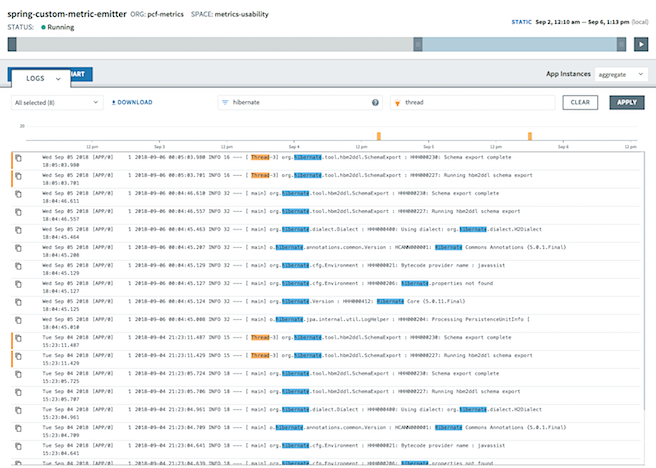 spring-custom-metric-emitter ORG: pcf-metrics SPACE: metrics-usability
STATUS: Running
STATIC Sep 2, 12:10 am — Sep 6, 1:13 pm (local)
LOGS
App Instances aggregate
All selected (8) DOWNLOAD hibernate thread CLEAR APPLY
20
12 pm Sep 3 12 pm Sep 4 12 pm Sep 5 12 pm Sep 6 12 pm
Wed Sep 05 2018 [APP/0] 1 2018-09-06 00:05:03.980 INFO 16 --- [ Thread-3] org.hibernate.tool.hbm2ddl.SchemaExport : HHH000230: Schema export complete
18:05:03.980
Wed Sep 05 2018 [APP/0] 1 2018-09-06 00:05:03.701 INFO 16 --- [ Thread-3] org.hibernate.tool.hbm2ddl.SchemaExport : HHH000227: Running hbm2ddl schema export
18:05:03.701
Wed Sep 05 2018 [APP/0] 1 2018-09-06 00:04:46.610 INFO 32 --- [ main] org.hibernate.tool.hbm2ddl.SchemaExport : HHH000230: Schema export complete
18:04:46.611
Wed Sep 05 2018 [APP/0] 1 2018-09-06 00:04:46.557 INFO 32 --- [ main] org.hibernate.tool.hbm2ddl.SchemaExport : HHH000227: Running hbm2ddl schema export
18:04:46.557
Wed Sep 05 2018 [APP/0] 1 2018-09-06 00:04:45.463 INFO 32 --- [ main] org.hibernate.dialect.Dialect : HHH000400: Using dialect: org.hibernate.dialect.H2Dialect
18:04:45.464
Wed Sep 05 2018 [APP/0] 1 2018-09-06 00:04:45.207 INFO 32 --- [ main] o.hibernate.annotations.common.Version : HCANN000001: Hibernate Commons Annotations {5.0.1.Final}
18:04:45.208
Wed Sep 05 2018 [APP/0] 1 2018-09-06 00:04:45.129 INFO 32 --- [ main] org.hibernate.cfg.Environment : HHH000021: Bytecode provider name : javassist
18:04:45.129
Wed Sep 05 2018 [APP/0] 1 2018-09-06 00:04:45.127 INFO 32 --- [ main] org.hibernate.cfg.Environment : HHH000206: hibernate.properties not found
18:04:45.127
Wed Sep 05 2018 [APP/0] 1 2018-09-06 00:04:45.124 INFO 32 --- [ main] org.hibernate.Version : HHH000412: Hibernate Core {5.0.11.Final}
18:04:45.125
Wed Sep 05 2018 [APP/0] 1 2018-09-06 00:04:45.008 INFO 32 --- [ main] o.hibernate.jpa.internal.util.LogHelper : HHH000204: Processing PersistenceUnitInfo [
18:04:45.010
Tue Sep 04 2018 [APP/0] 1 2018-09-04 21:23:11.487 INFO 15 --- [ Thread-3] org.hibernate.tool.hbm2ddl.SchemaExport : HHH000230: Schema export complete
15:23:11.487
Tue Sep 04 2018 [APP/0] 1 2018-09-04 21:23:11.429 INFO 15 --- [ Thread-3] org.hibernate.tool.hbm2ddl.SchemaExport : HHH000227: Running hbm2ddl schema export
15:23:11.429
Tue Sep 04 2018 [APP/0] 1 2018-09-04 21:23:05.724 INFO 18 --- [ main] org.hibernate.tool.hbm2ddl.SchemaExport : HHH000230: Schema export complete
15:23:05.725
Tue Sep 04 2018 [APP/0] 1 2018-09-04 21:23:05.706 INFO 18 --- [ main] org.hibernate.tool.hbm2ddl.SchemaExport : HHH000227: Running hbm2ddl schema export
15:23:05.707
Tue Sep 04 2018 [APP/0] 1 2018-09-04 21:23:04.961 INFO 18 --- [ main] org.hibernate.dialect.Dialect : HHH000400: Using dialect: org.hibernate.dialect.H2Dialect
15:23:04.961
Tue Sep 04 2018 [APP/0] 1 2018-09-04 21:23:04.709 INFO 18 --- [ main] o.hibernate.annotations.common.Version : HCANN000001: Hibernate Commons Annotations {5.0.1.Final}
15:23:04.709
Tue Sep 04 2018 [APP/0] 1 2018-09-04 21:23:04.641 INFO 18 --- [ main] org.hibernate.cfg.Environment : HHH000021: Bytecode provider name : javassist
15:23:04.641
Tue Sep 04 2018 [APP/0] 1 2018-09-04 21:23:04.639 INFO 18 --- [ main] org.hibernate.cfg.Environment : HHH000206: hibernate.properties not found